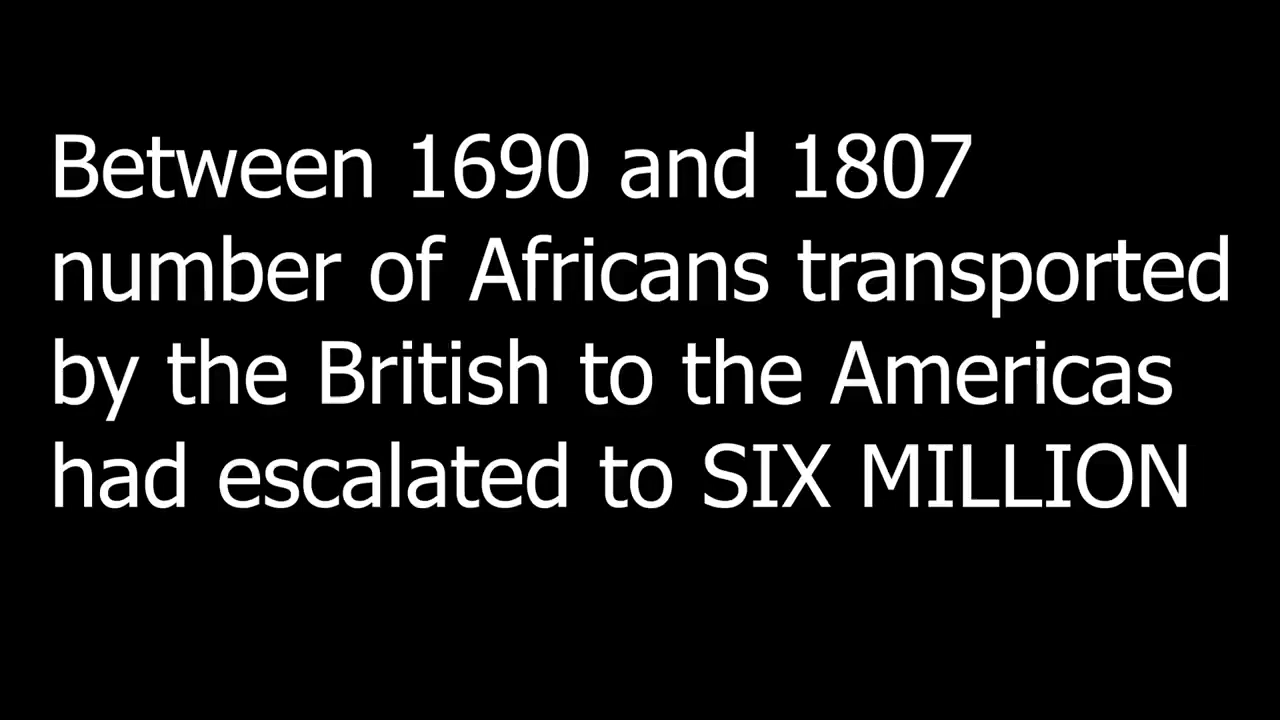 Between 1690 and 1807
number of Africans transported
by the British to the Americas
had escalated to SIX MILLION